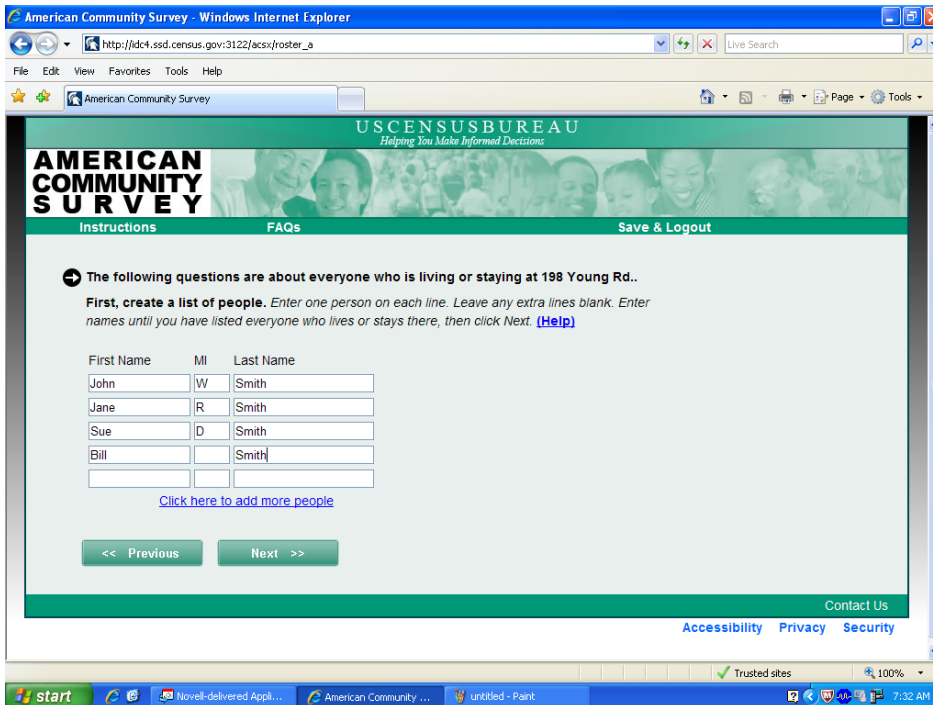 American Community Survey - Windows Internet Explorer
http://idc4.ssd.census.gov:3122/acsx/roster_a
Live Search
File Edit View Favorites Tools Help
American Community Survey
Page Tools
USCENSUSBUREAU
Helping You Make Informed Decisions
AMERICAN
COMMUNITY
SURVEY
Instructions FAQs Save & Logout
The following questions are about everyone who is living or staying at 198 Young Rd..
First, create a list of people. Enter one person on each line. Leave any extra lines blank. Enter
names until you have listed everyone who lives or stays there, then click Next. (Help)
First Name MI Last Name
John W Smith
Jane R Smith
Sue D Smith
Bill Smith
Click here to add more people
<< Previous Next >>
Contact Us
Accessibility Privacy Security
Trusted sites 100%
start Novell-delivered Appli... American Community ... untitled - Paint 7:32 AM